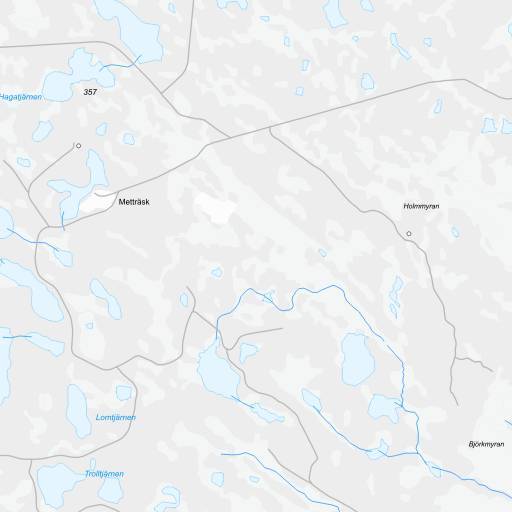 357
Hagatjärnen
Metträsk
Holmmyran
Lomtjärnen
Björkmyran
Trolltjärnen